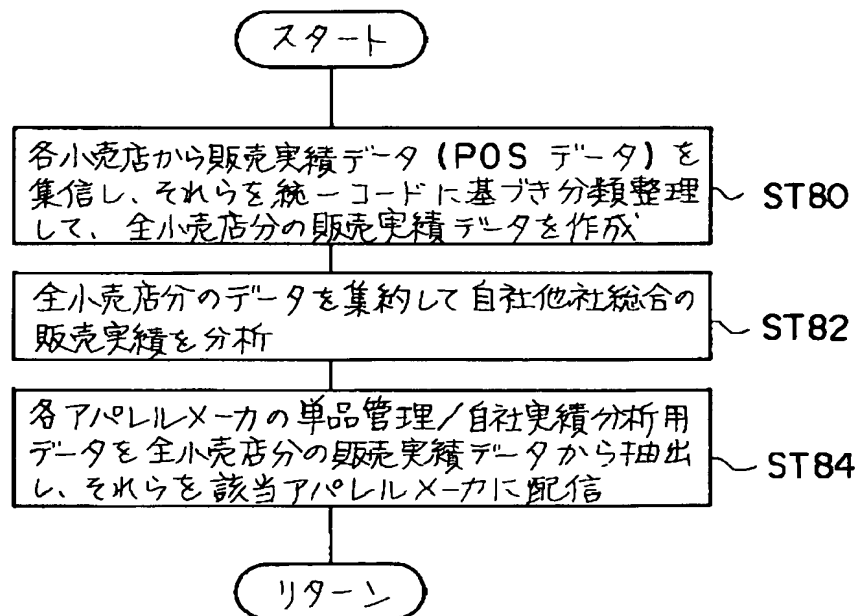 スタート
各小売店から販売実績データ(POS データ)を
集信し、それらを統一コードに基づき分類整理
して、全小売店分の販売実績データを作成
ST80
全小売店分のデータを集約して自社他社総合の
販売実績を分析
ST82
各アパレルメーカの単品管理/自社実績分析用
データを全小売店分の販売実績データから抽出
し、それらを該当アパレルメーカに配信
ST84
リターン